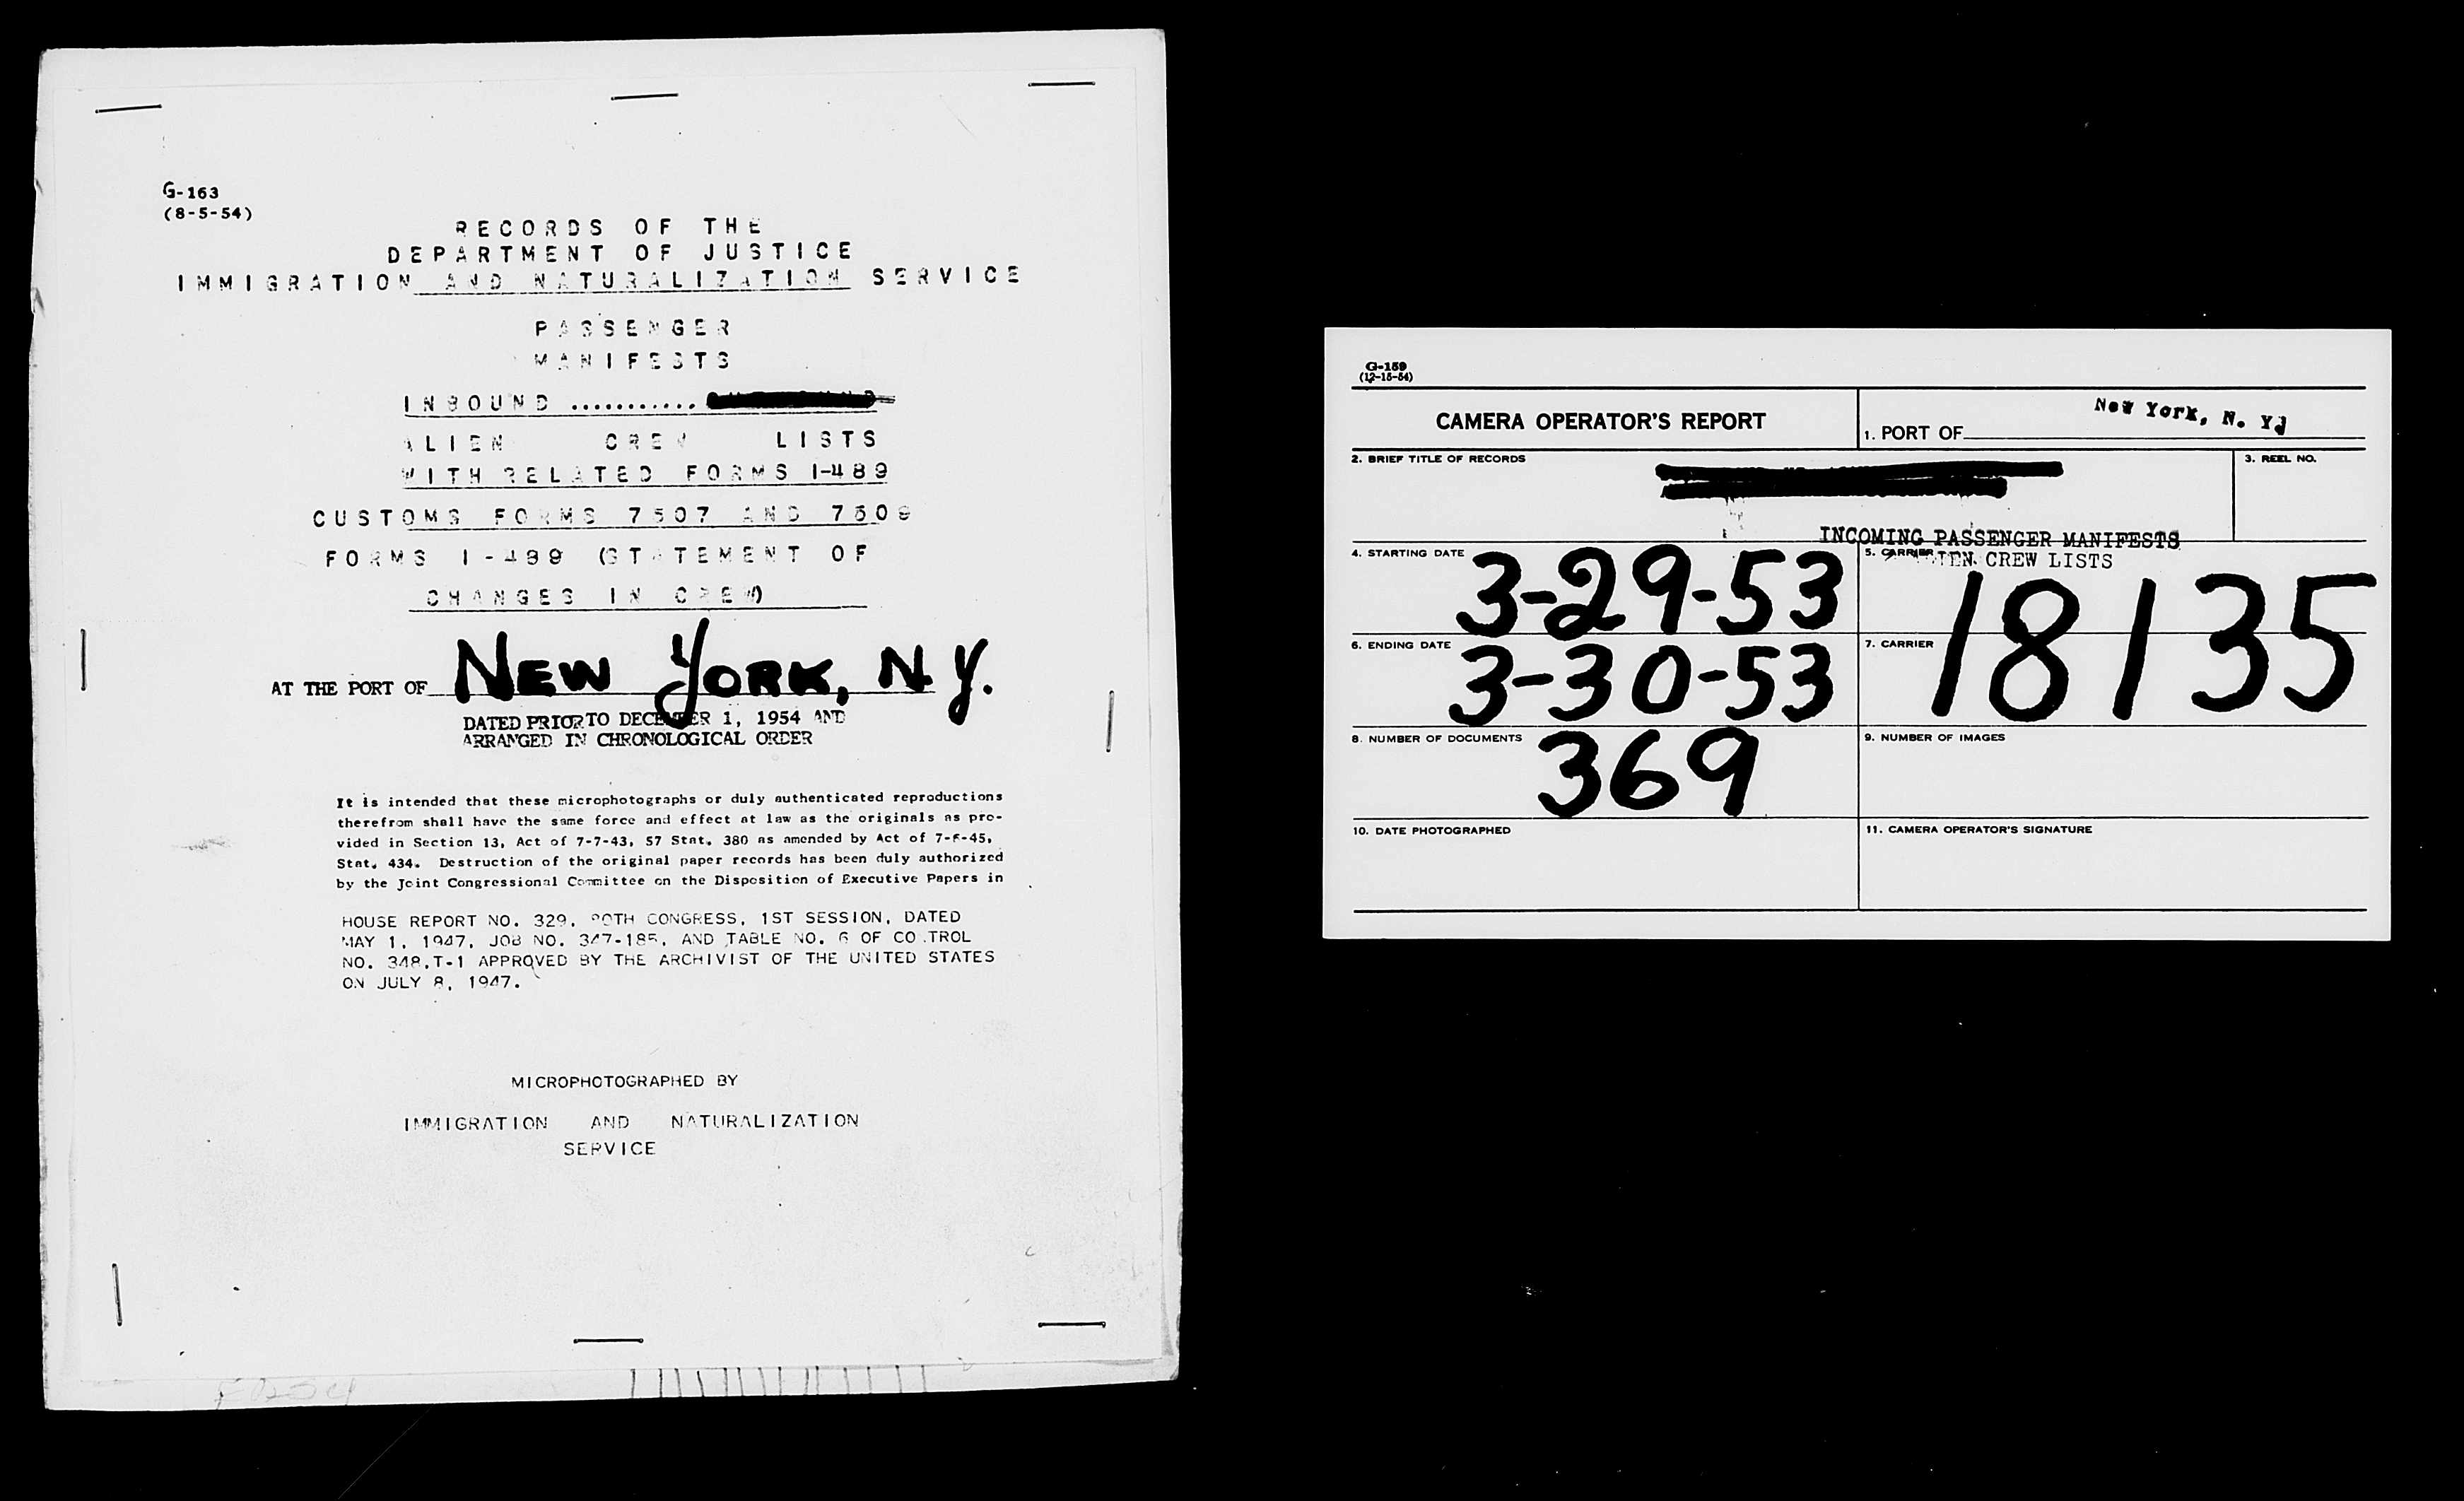 G-163
(8-5-54)
RECORDS OF THE
DEPARTMENT OF JUSTICE
IMMIGRATION AND NATURALIZATION SERVICE
PASSENGER
MANIFESTS
INBOUND ...........
ALIEN CREW LISTS
WITH RELATED FORMS I-489
CUSTOMS FORMS 7507 AND 7509
FORMS I-489 (STATEMENT OF
CHANGES IN CREW)
AT THE PORT OF NEW YORK, N.Y.
DATED PRIOR TO DECEMBER 1, 1954 AND
ARRANGED IN CHRONOLOGICAL ORDER
It is intended that these microphotographs or duly authenticated reproductions
therefrom shall have the same force and effect at law as the originals as pro-
vided in Section 13, Act of 7-7-43, 57 Stat. 380 as amended by Act of 7-6-45,
Stat. 434. Destruction of the original paper records has been duly authorized
by the Joint Congressional Committee on the Disposition of Executive Papers in
HOUSE REPORT NO. 329, 80TH CONGRESS, 1ST SESSION, DATED
MAY 1, 1947, JOB NO. 347-185, AND TABLE NO. 6 OF CO TROL
NO. 348,T-1 APPROVED BY THE ARCHIVIST OF THE UNITED STATES
ON JULY 8, 1947.
MICROPHOTOGRAPHED BY
IMMIGRATION AND NATURALIZATION
SERVICE
G-159
(12-15-54)
CAMERA OPERATOR'S REPORT
1. PORT OF New York, N. Y.
2. BRIEF TITLE OF RECORDS
3. REEL NO.
INCOMING PASSENGER MANIFESTS
CREW LISTS
4. STARTING DATE 3-29-53
5. CARRIER
18135
6. ENDING DATE 3-30-53
7. CARRIER
8. NUMBER OF DOCUMENTS 369
9. NUMBER OF IMAGES
10. DATE PHOTOGRAPHED
11. CAMERA OPERATOR'S SIGNATURE